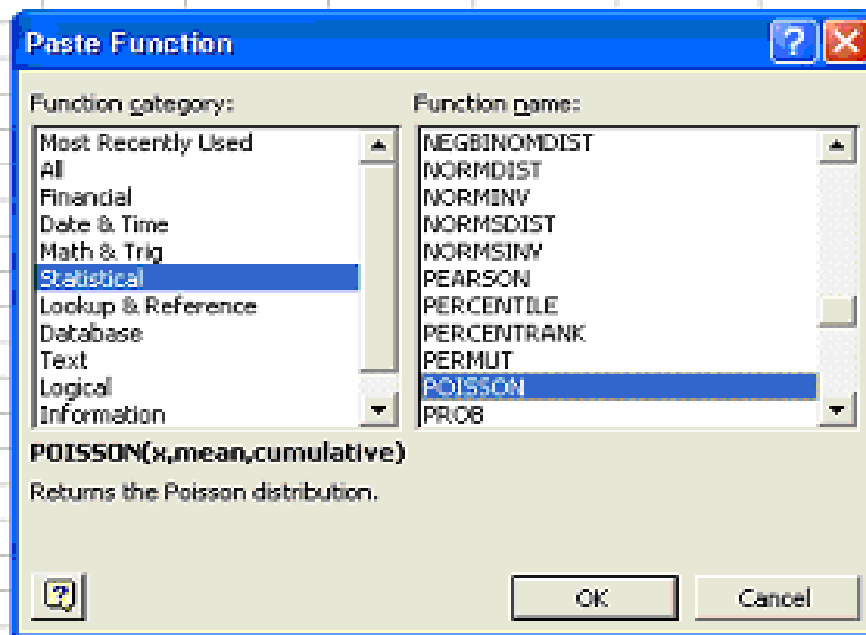 Paste Function
Function category:
Most Recently Used
All
Financial
Date & Time
Math & Trig
Statistical
Lookup & Reference
Database
Text
Logical
Information
Function name:
NEGBINOMDIST
NORMDIST
NORMINV
NORMSDIST
NORMSINV
PEARSON
PERCENTILE
PERCENTRANK
PERMUT
POISSON
PROB
POISSON(x,mean,cumulative)
Returns the Poisson distribution.
OK
Cancel